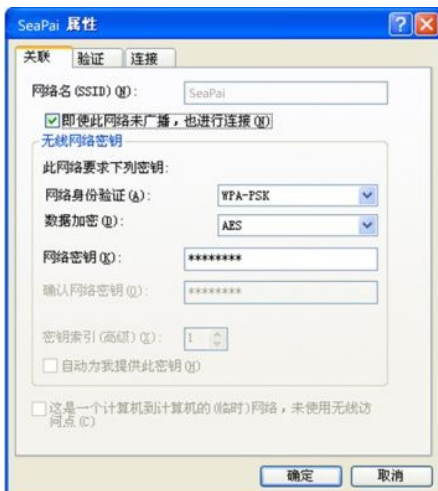 SeaPai 属性
关联 验证 连接
网络名(SSID)(N): SeaPai
即使此网络未广播,也进行连接(N)
无线网络密钥
此网络要求下列密钥:
网络身份验证(A): WPA-PSK
数据加密(D): AES
网络密钥(K): ********
确认网络密钥(O): ********
密钥索引(高级)(X): 1
自动为我提供此密钥(H)
这是一个计算机到计算机的(临时)网络,未使用无线访
问点(C)
确定 取消